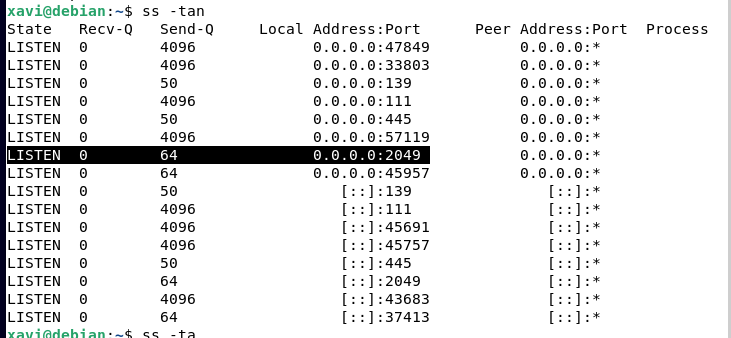 xavi@debian:~$ ss -tan
State Recv-Q Send-Q Local Address:Port Peer Address:Port Process
LISTEN 0 4096 0.0.0.0:47849 0.0.0.0:*
LISTEN 0 4096 0.0.0.0:33803 0.0.0.0:*
LISTEN 0 50 0.0.0.0:139 0.0.0.0:*
LISTEN 0 4096 0.0.0.0:111 0.0.0.0:*
LISTEN 0 50 0.0.0.0:445 0.0.0.0:*
LISTEN 0 4096 0.0.0.0:57119 0.0.0.0:*
LISTEN 0 64 0.0.0.0:2049 0.0.0.0:*
LISTEN 0 64 0.0.0.0:45957 0.0.0.0:*
LISTEN 0 50 [::]:139 [::]:*
LISTEN 0 4096 [::]:111 [::]:*
LISTEN 0 4096 [::]:45691 [::]:*
LISTEN 0 4096 [::]:45757 [::]:*
LISTEN 0 50 [::]:445 [::]:*
LISTEN 0 64 [::]:2049 [::]:*
LISTEN 0 4096 [::]:43683 [::]:*
LISTEN 0 64 [::]:37413 [::]:*
xavi@debian:~$ ss -ta